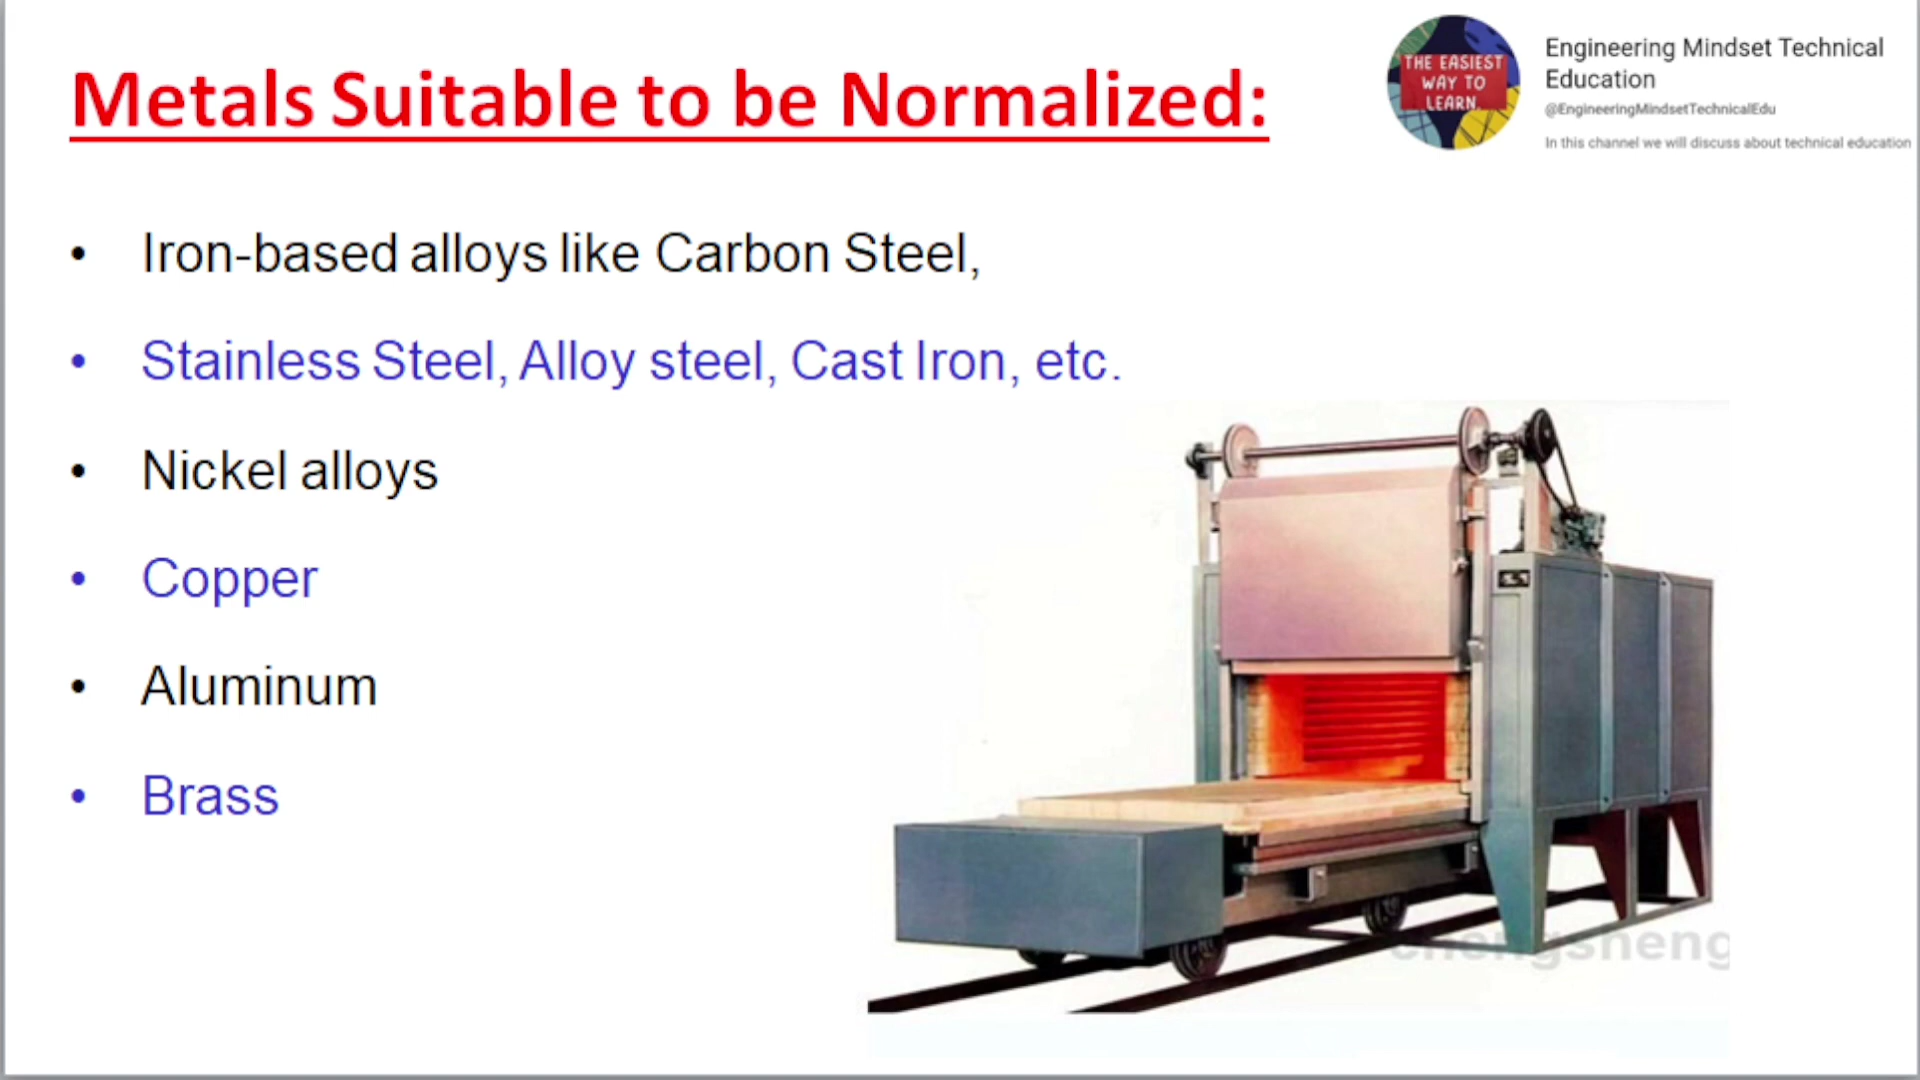 Metals Suitable to be Normalized:
THE EASIEST
WAY TO
LEARN.
Engineering Mindset Technical
Education
@EngineeringMindsetTechnicalEdu
In this channel we will discuss about technical education
• Iron-based alloys like Carbon Steel,
• Stainless Steel, Alloy steel, Cast Iron, etc.
• Nickel alloys
• Copper
• Aluminum
• Brass
chengsheng